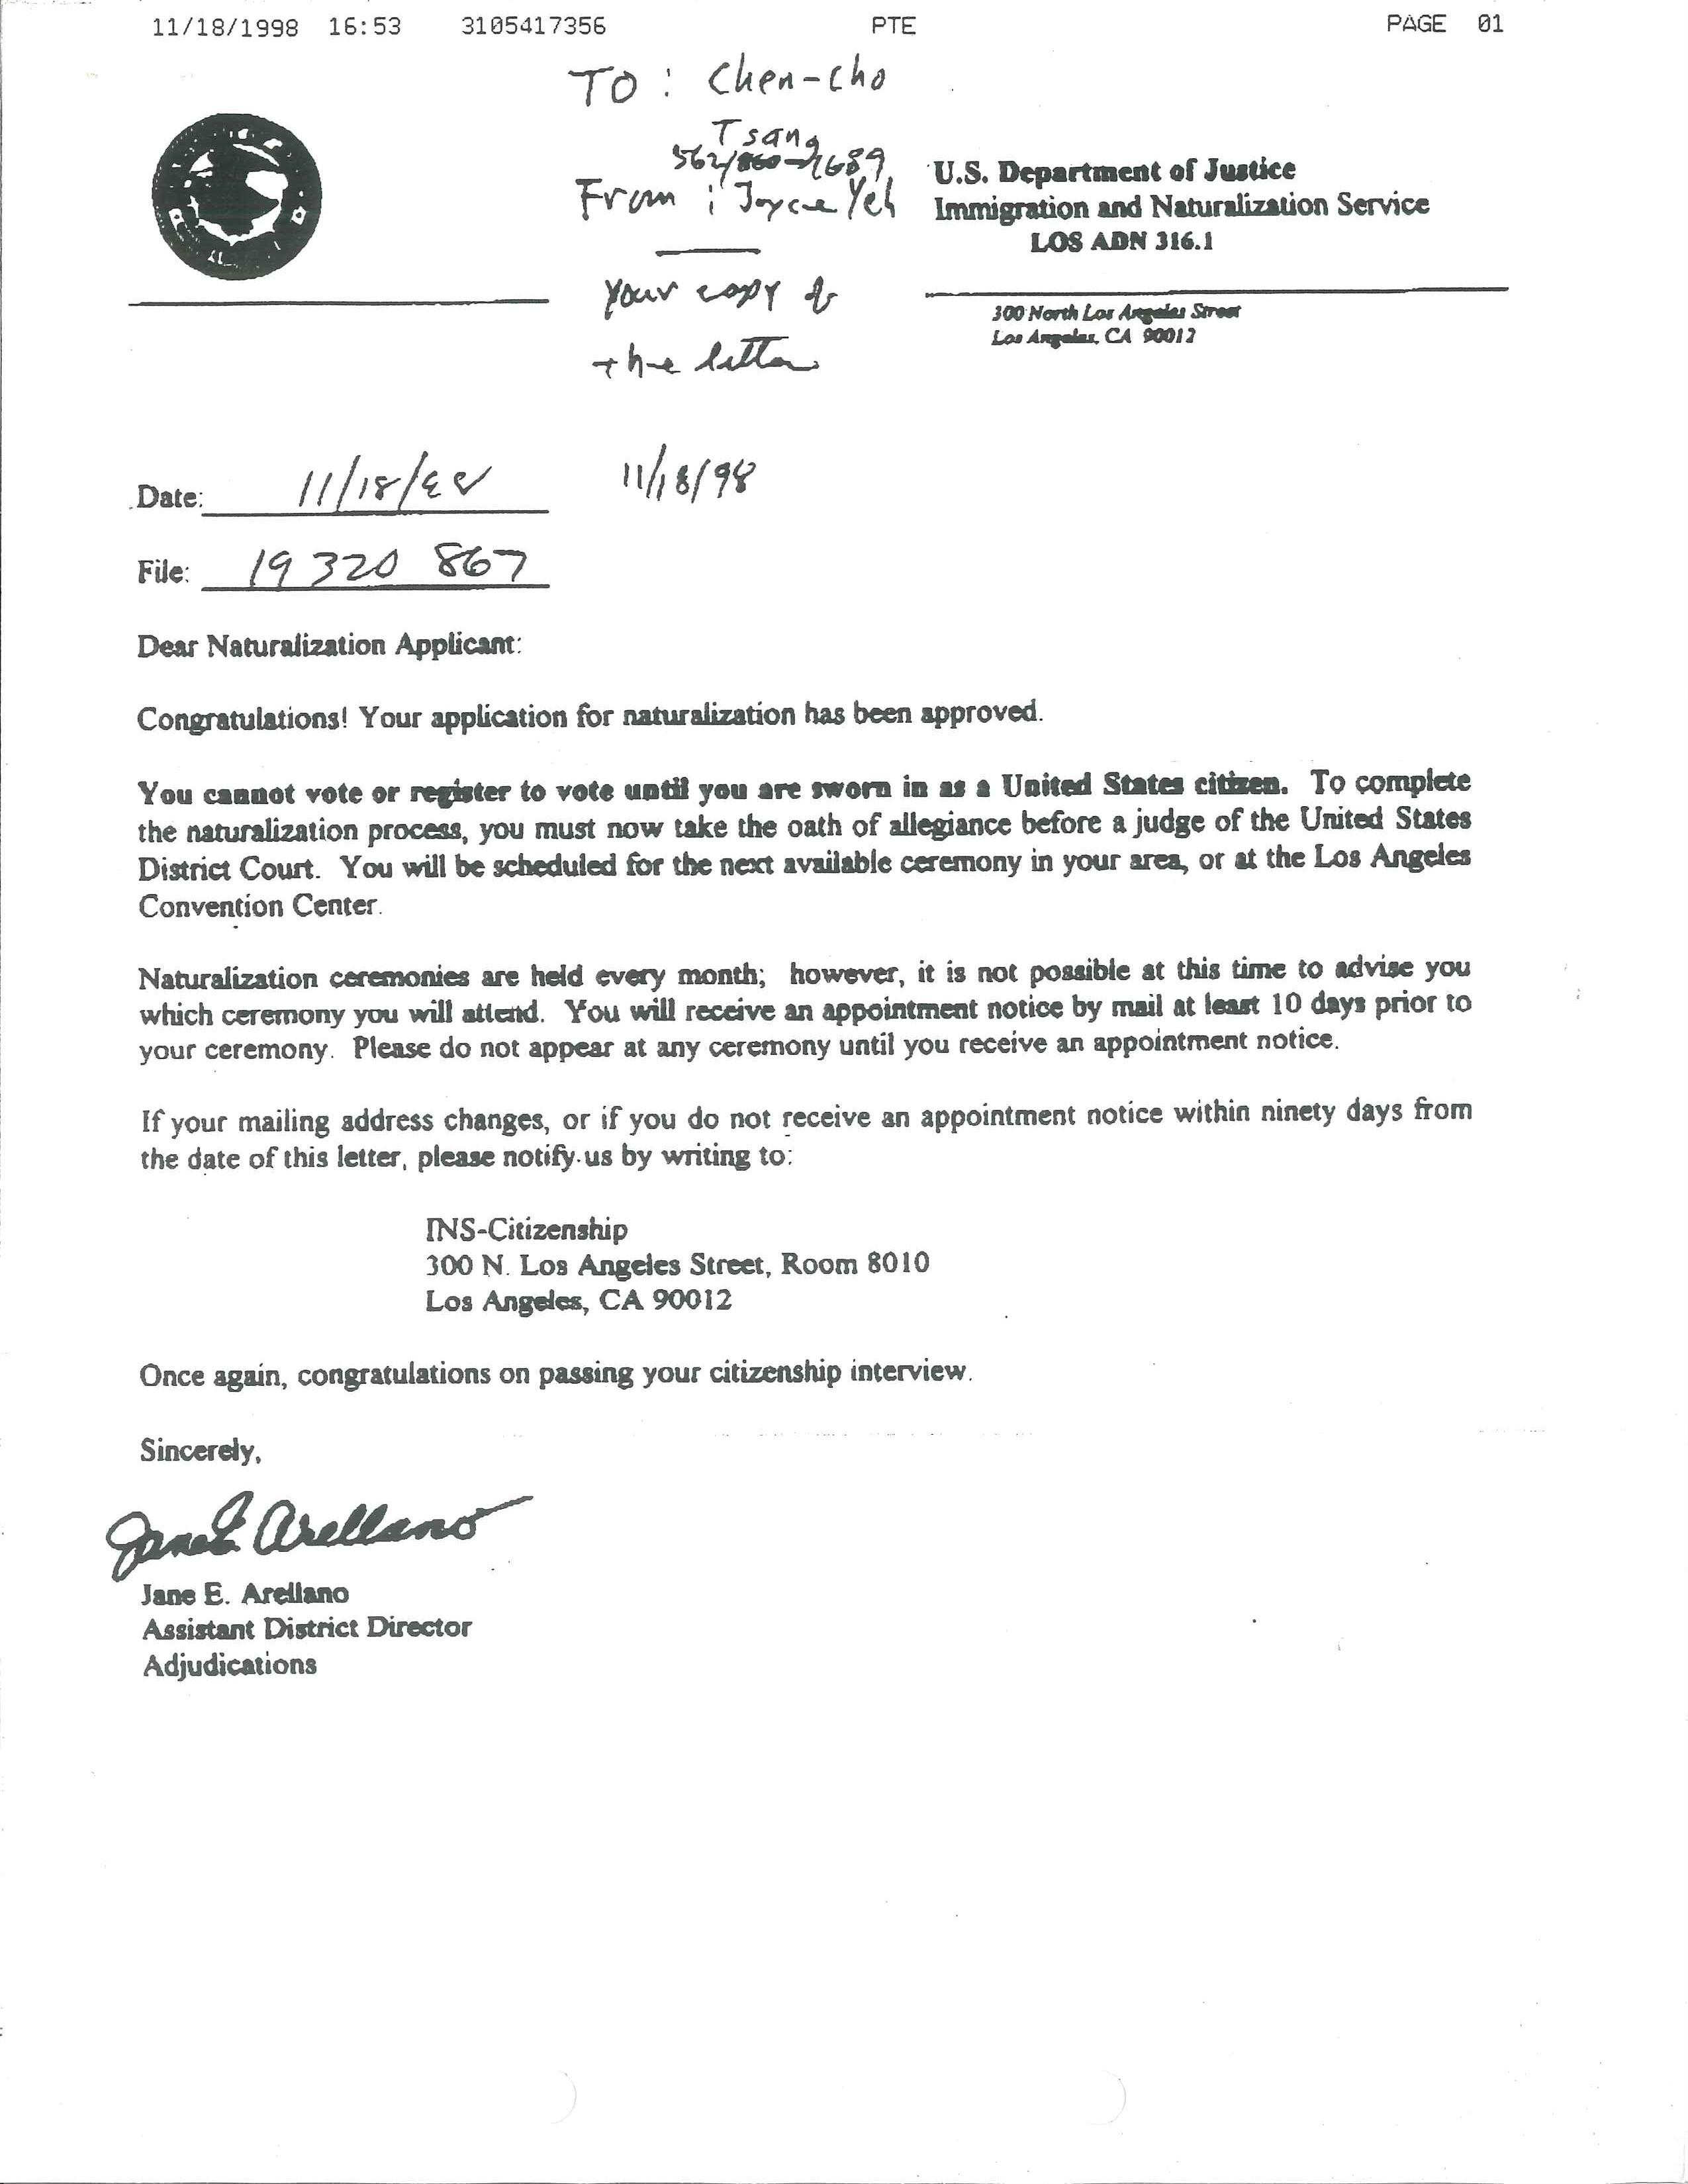 11/18/1998 16:53 3105417356 PTE PAGE 01
TO: Chen-cho
Tsang
From: Joyce Yeh
your copy of
the letter
U.S. Department of Justice
Immigration and Naturalization Service
LOS ADN 316.1
300 North Los Angeles Street
Los Angeles, CA 90012
Date: 11/18/98 11/18/98
File: 19 320 867
Dear Naturalization Applicant:
Congratulations! Your application for naturalization has been approved.
You cannot vote or register to vote until you are sworn in as a United States citizen. To complete
the naturalization process, you must now take the oath of allegiance before a judge of the United States
District Court. You will be scheduled for the next available ceremony in your area, or at the Los Angeles
Convention Center.
Naturalization ceremonies are held every month; however, it is not possible at this time to advise you
which ceremony you will attend. You will receive an appointment notice by mail at least 10 days prior to
your ceremony. Please do not appear at any ceremony until you receive an appointment notice.
If your mailing address changes, or if you do not receive an appointment notice within ninety days from
the date of this letter, please notify us by writing to:
INS-Citizenship
300 N. Los Angeles Street, Room 8010
Los Angeles, CA 90012
Once again, congratulations on passing your citizenship interview.
Sincerely,
Jane E. Arellano
Jane E. Arellano
Assistant District Director
Adjudications